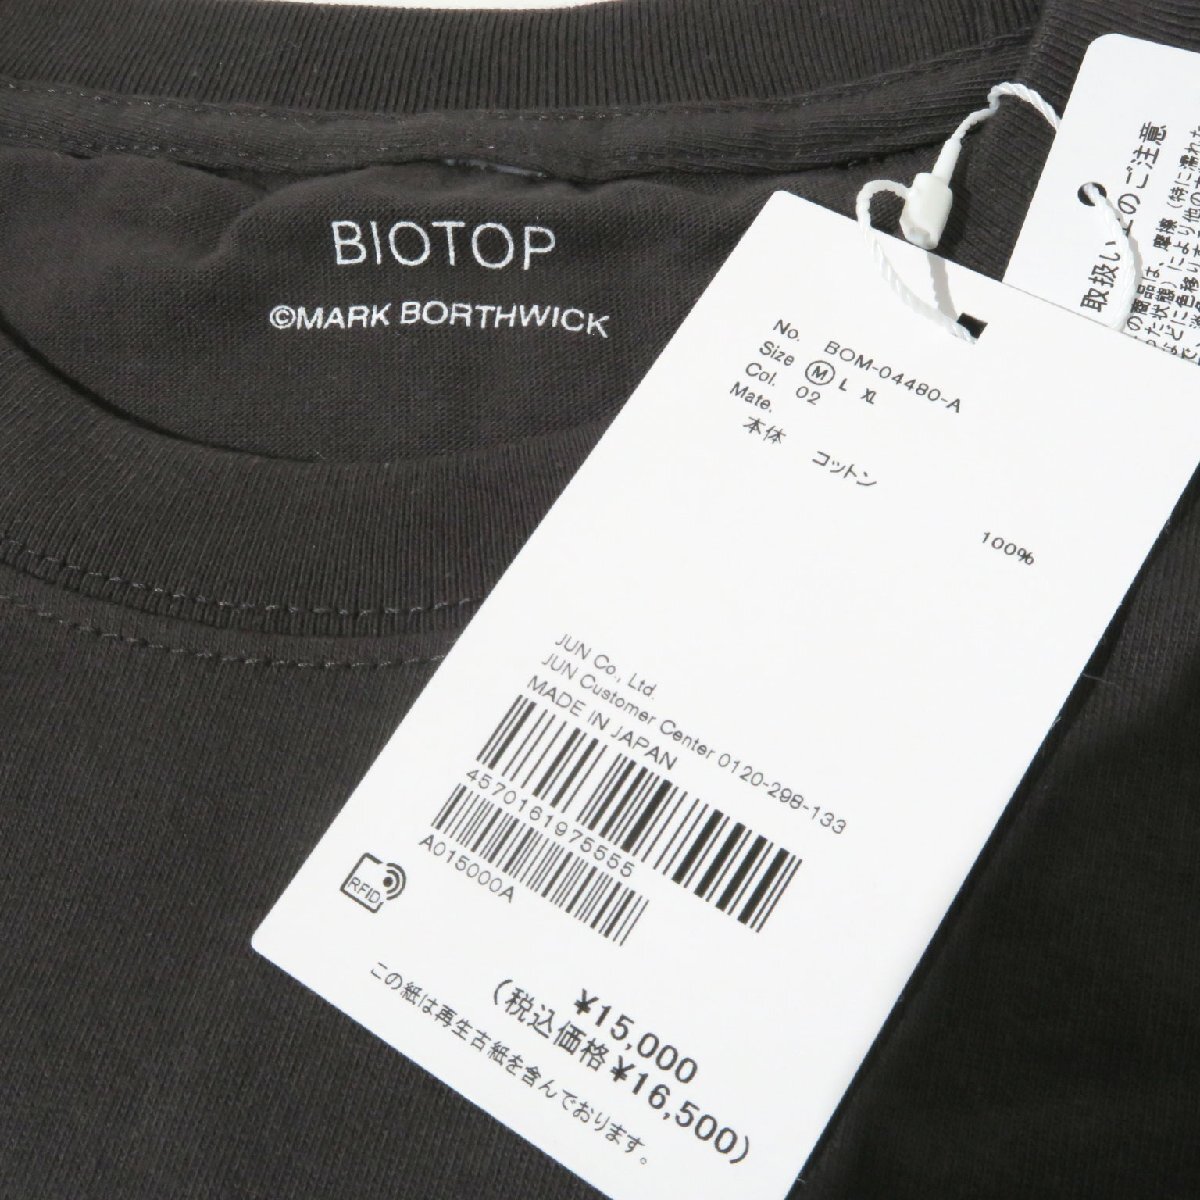 BIOTOP
©MARK BORTHWICK
No. BOM-04480-A
Size M L XL
Col. 02
Mate.
本体 コットン
100%
JUN Co., Ltd.
JUN Customer Center 0120-298-133
MADE IN JAPAN
4570161975555
A015000A
RFID
¥15,000
(税込価格¥16,500)
この紙は再生古紙を含んでおります。
取扱い上のご注意